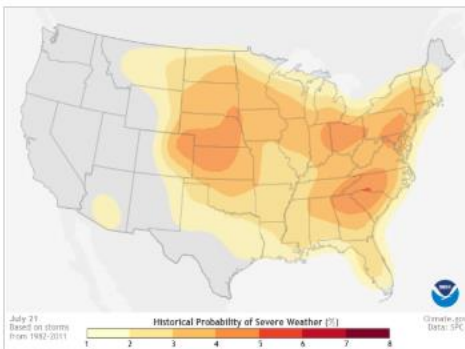 July 21
Based on storms
from 1982-2011
Historical Probability of Severe Weather (%)
Climate.gov
Data: SPC
1 2 3 4 5 6 7 8
NOAA